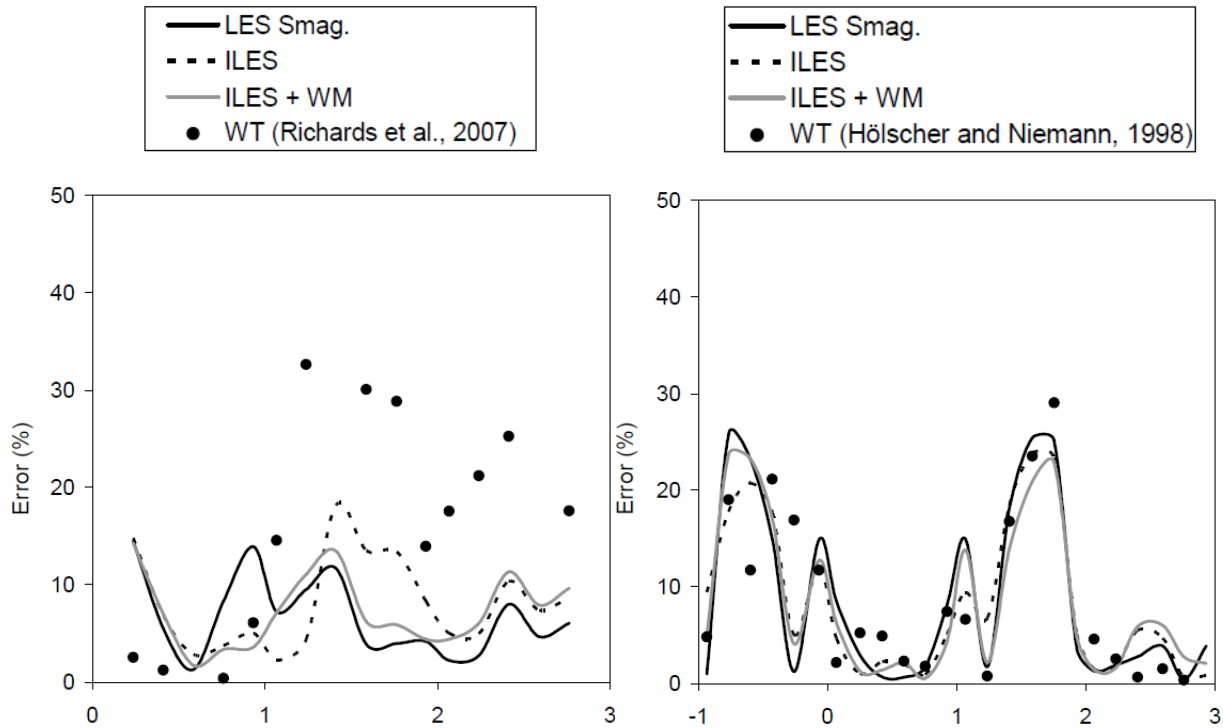 LES Smag.
ILES
ILES + WM
WT (Richards et al., 2007)
50
40
30
20
10
0
Error (%)
0
1
2
3
LES Smag.
ILES
ILES + WM
WT (Hölscher and Niemann, 1998)
50
40
30
20
10
0
Error (%)
-1
0
1
2
3